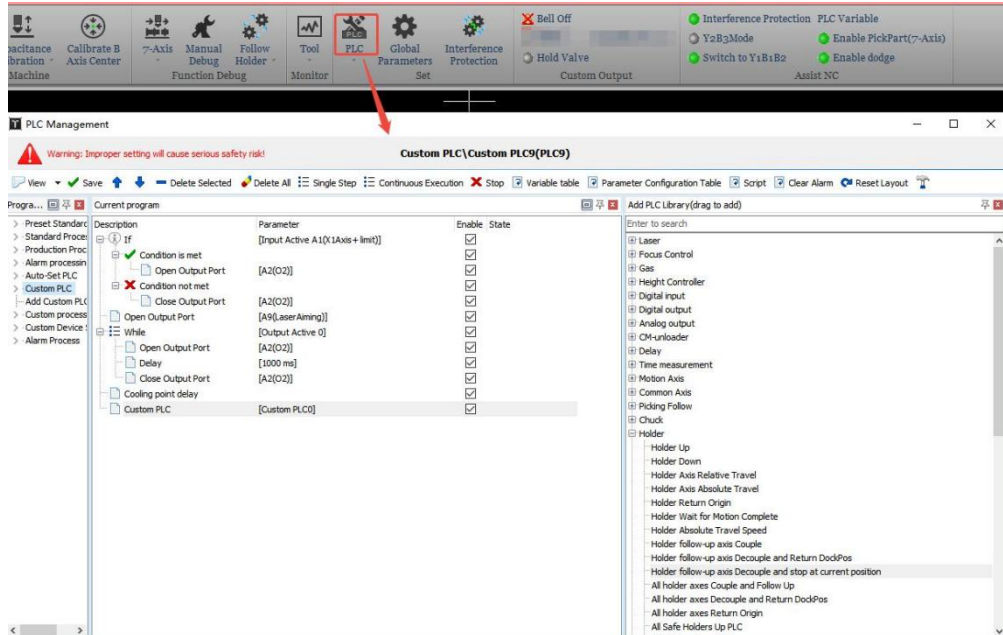 pacitance
ibration
Calibrate B
Axis Center
7-Axis
Manual
Debug
Follow
Holder
Tool
PLC
PLC
Global
Parameters
Interference
Protection
Bell Off
Hold Valve
Interference Protection PLC Variable
Y2B3Mode
Enable PickPart(7-Axis)
Switch to Y1B1B2
Enable dodge
Machine
Function Debug
Monitor
Set
Custom Output
Assist NC
PLC Management
Warning: Improper setting will cause serious safety risk!
Custom PLC\Custom PLC9(PLC9)
View Save Delete Selected Delete All Single Step Continuous Execution Stop Variable table Parameter Configuration Table Script Clear Alarm Reset Layout
Progra...
Preset Standard
Standard Proces
Production Proc
Alarm processin
Auto-Set PLC
Custom PLC
Add Custom PLC
Custom process
Custom Device S
Alarm Process
Current program
Description Parameter Enable State
If [Input Active A1(X1Axis+limit)]
Condition is met
Open Output Port [A2(O2)]
Condition not met
Close Output Port [A2(O2)]
Open Output Port [A9(LaserAiming)]
While [Output Active 0]
Open Output Port [A2(O2)]
Delay [1000 ms]
Close Output Port [A2(O2)]
Cooling point delay
Custom PLC [Custom PLC0]
Add PLC Library(drag to add)
Enter to search
Laser
Focus Control
Gas
Height Controller
Digital input
Digital output
Analog output
CM-unloader
Delay
Time measurement
Motion Axis
Common Axis
Picking Follow
Chuck
Holder
Holder Up
Holder Down
Holder Axis Relative Travel
Holder Axis Absolute Travel
Holder Return Origin
Holder Wait for Motion Complete
Holder Absolute Travel Speed
Holder follow-up axis Couple
Holder follow-up axis Decouple and Return DockPos
Holder follow-up axis Decouple and stop at current position
All holder axes Couple and Follow Up
All holder axes Decouple and Return DockPos
All holder axes Return Origin
All Safe Holders Up PLC